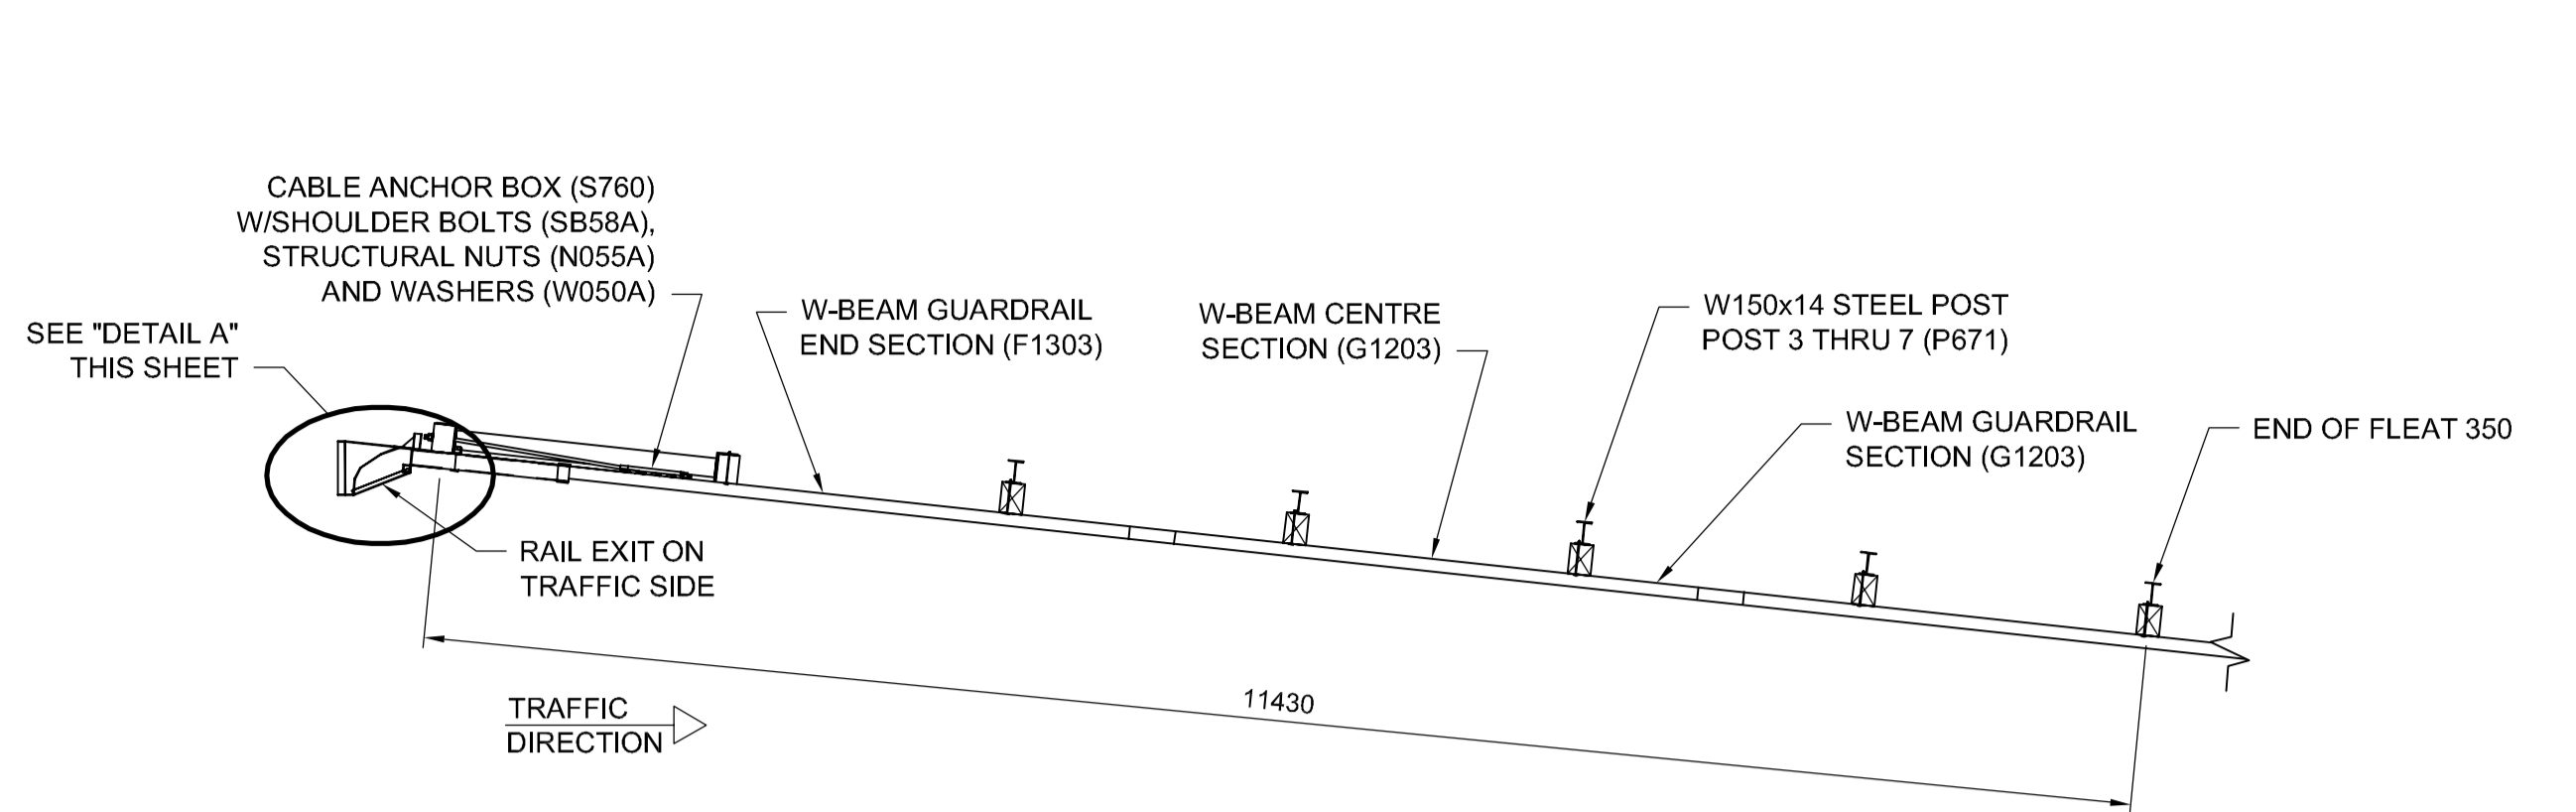 CABLE ANCHOR BOX (S760)
W/SHOULDER BOLTS (SB58A),
STRUCTURAL NUTS (N055A)
AND WASHERS (W050A)
SEE "DETAIL A"
THIS SHEET
W-BEAM GUARDRAIL
END SECTION (F1303)
W-BEAM CENTRE
SECTION (G1203)
W150x14 STEEL POST
POST 3 THRU 7 (P671)
W-BEAM GUARDRAIL
SECTION (G1203)
END OF FLEAT 350
RAIL EXIT ON
TRAFFIC SIDE
11430
TRAFFIC
DIRECTION